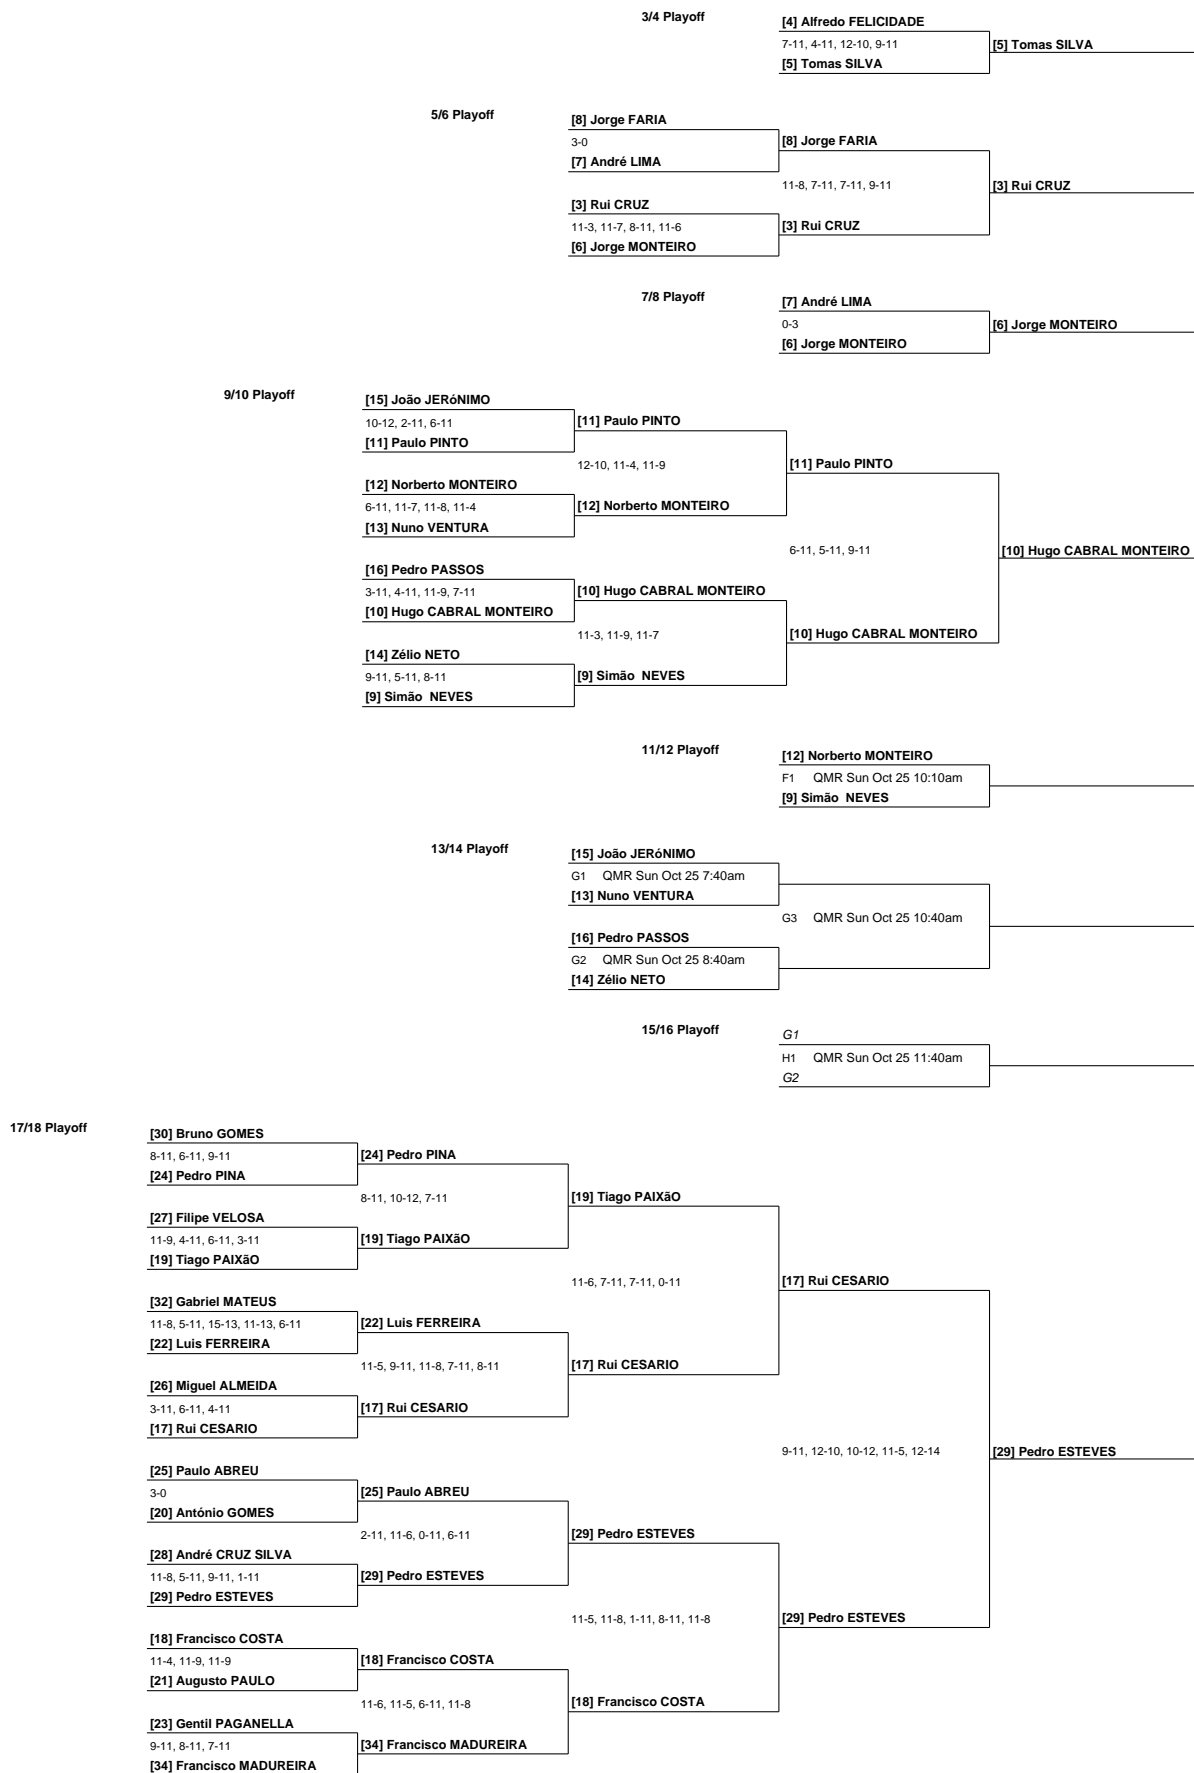 3/4 Playoff
[4] Alfredo FELICIDADE
7-11, 4-11, 12-10, 9-11
[5] Tomas SILVA
[5] Tomas SILVA
5/6 Playoff
[8] Jorge FARIA
3-0
[8] Jorge FARIA
[7] André LIMA
11-8, 7-11, 7-11, 9-11
[3] Rui CRUZ
[3] Rui CRUZ
11-3, 11-7, 8-11, 11-6
[3] Rui CRUZ
[6] Jorge MONTEIRO
7/8 Playoff
[7] André LIMA
0-3
[6] Jorge MONTEIRO
[6] Jorge MONTEIRO
9/10 Playoff
[15] João JERóNIMO
10-12, 2-11, 6-11
[11] Paulo PINTO
[11] Paulo PINTO
12-10, 11-4, 11-9
[11] Paulo PINTO
[12] Norberto MONTEIRO
6-11, 11-7, 11-8, 11-4
[12] Norberto MONTEIRO
[13] Nuno VENTURA
6-11, 5-11, 9-11
[10] Hugo CABRAL MONTEIRO
[16] Pedro PASSOS
3-11, 4-11, 11-9, 7-11
[10] Hugo CABRAL MONTEIRO
[10] Hugo CABRAL MONTEIRO
11-3, 11-9, 11-7
[10] Hugo CABRAL MONTEIRO
[14] Zélio NETO
9-11, 5-11, 8-11
[9] Simão  NEVES
[9] Simão  NEVES
11/12 Playoff
[12] Norberto MONTEIRO
F1 QMR Sun Oct 25 10:10am
[9] Simão  NEVES
13/14 Playoff
[15] João JERóNIMO
G1 QMR Sun Oct 25 7:40am
[13] Nuno VENTURA
G3 QMR Sun Oct 25 10:40am
[16] Pedro PASSOS
G2 QMR Sun Oct 25 8:40am
[14] Zélio NETO
15/16 Playoff
G1
H1 QMR Sun Oct 25 11:40am
G2
17/18 Playoff
[30] Bruno GOMES
8-11, 6-11, 9-11
[24] Pedro PINA
[24] Pedro PINA
8-11, 10-12, 7-11
[19] Tiago PAIXãO
[27] Filipe VELOSA
11-9, 4-11, 6-11, 3-11
[19] Tiago PAIXãO
[19] Tiago PAIXãO
11-6, 7-11, 7-11, 0-11
[17] Rui CESARIO
[32] Gabriel MATEUS
11-8, 5-11, 15-13, 11-13, 6-11
[22] Luis FERREIRA
[22] Luis FERREIRA
11-5, 9-11, 11-8, 7-11, 8-11
[17] Rui CESARIO
[26] Miguel ALMEIDA
3-11, 6-11, 4-11
[17] Rui CESARIO
[17] Rui CESARIO
9-11, 12-10, 10-12, 11-5, 12-14
[29] Pedro ESTEVES
[25] Paulo ABREU
3-0
[25] Paulo ABREU
[20] António GOMES
2-11, 11-6, 0-11, 6-11
[29] Pedro ESTEVES
[28] André CRUZ SILVA
11-8, 5-11, 9-11, 1-11
[29] Pedro ESTEVES
[29] Pedro ESTEVES
11-5, 11-8, 1-11, 8-11, 11-8
[29] Pedro ESTEVES
[18] Francisco COSTA
11-4, 11-9, 11-9
[18] Francisco COSTA
[21] Augusto PAULO
11-6, 11-5, 6-11, 11-8
[18] Francisco COSTA
[23] Gentil PAGANELLA
9-11, 8-11, 7-11
[34] Francisco MADUREIRA
[34] Francisco MADUREIRA